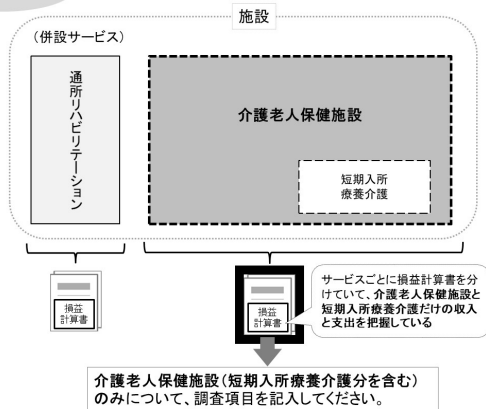 施設
（併設サービス）
通所リハビリテーション
介護老人保健施設
短期入所
療養介護
損益
計算書
損益
計算書
サービスごとに損益計算書を分
けていて、介護老人保健施設と
短期入所療養介護だけの収入
と支出を把握している
介護老人保健施設（短期入所療養介護分を含む）
のみについて、調査項目を記入してください。